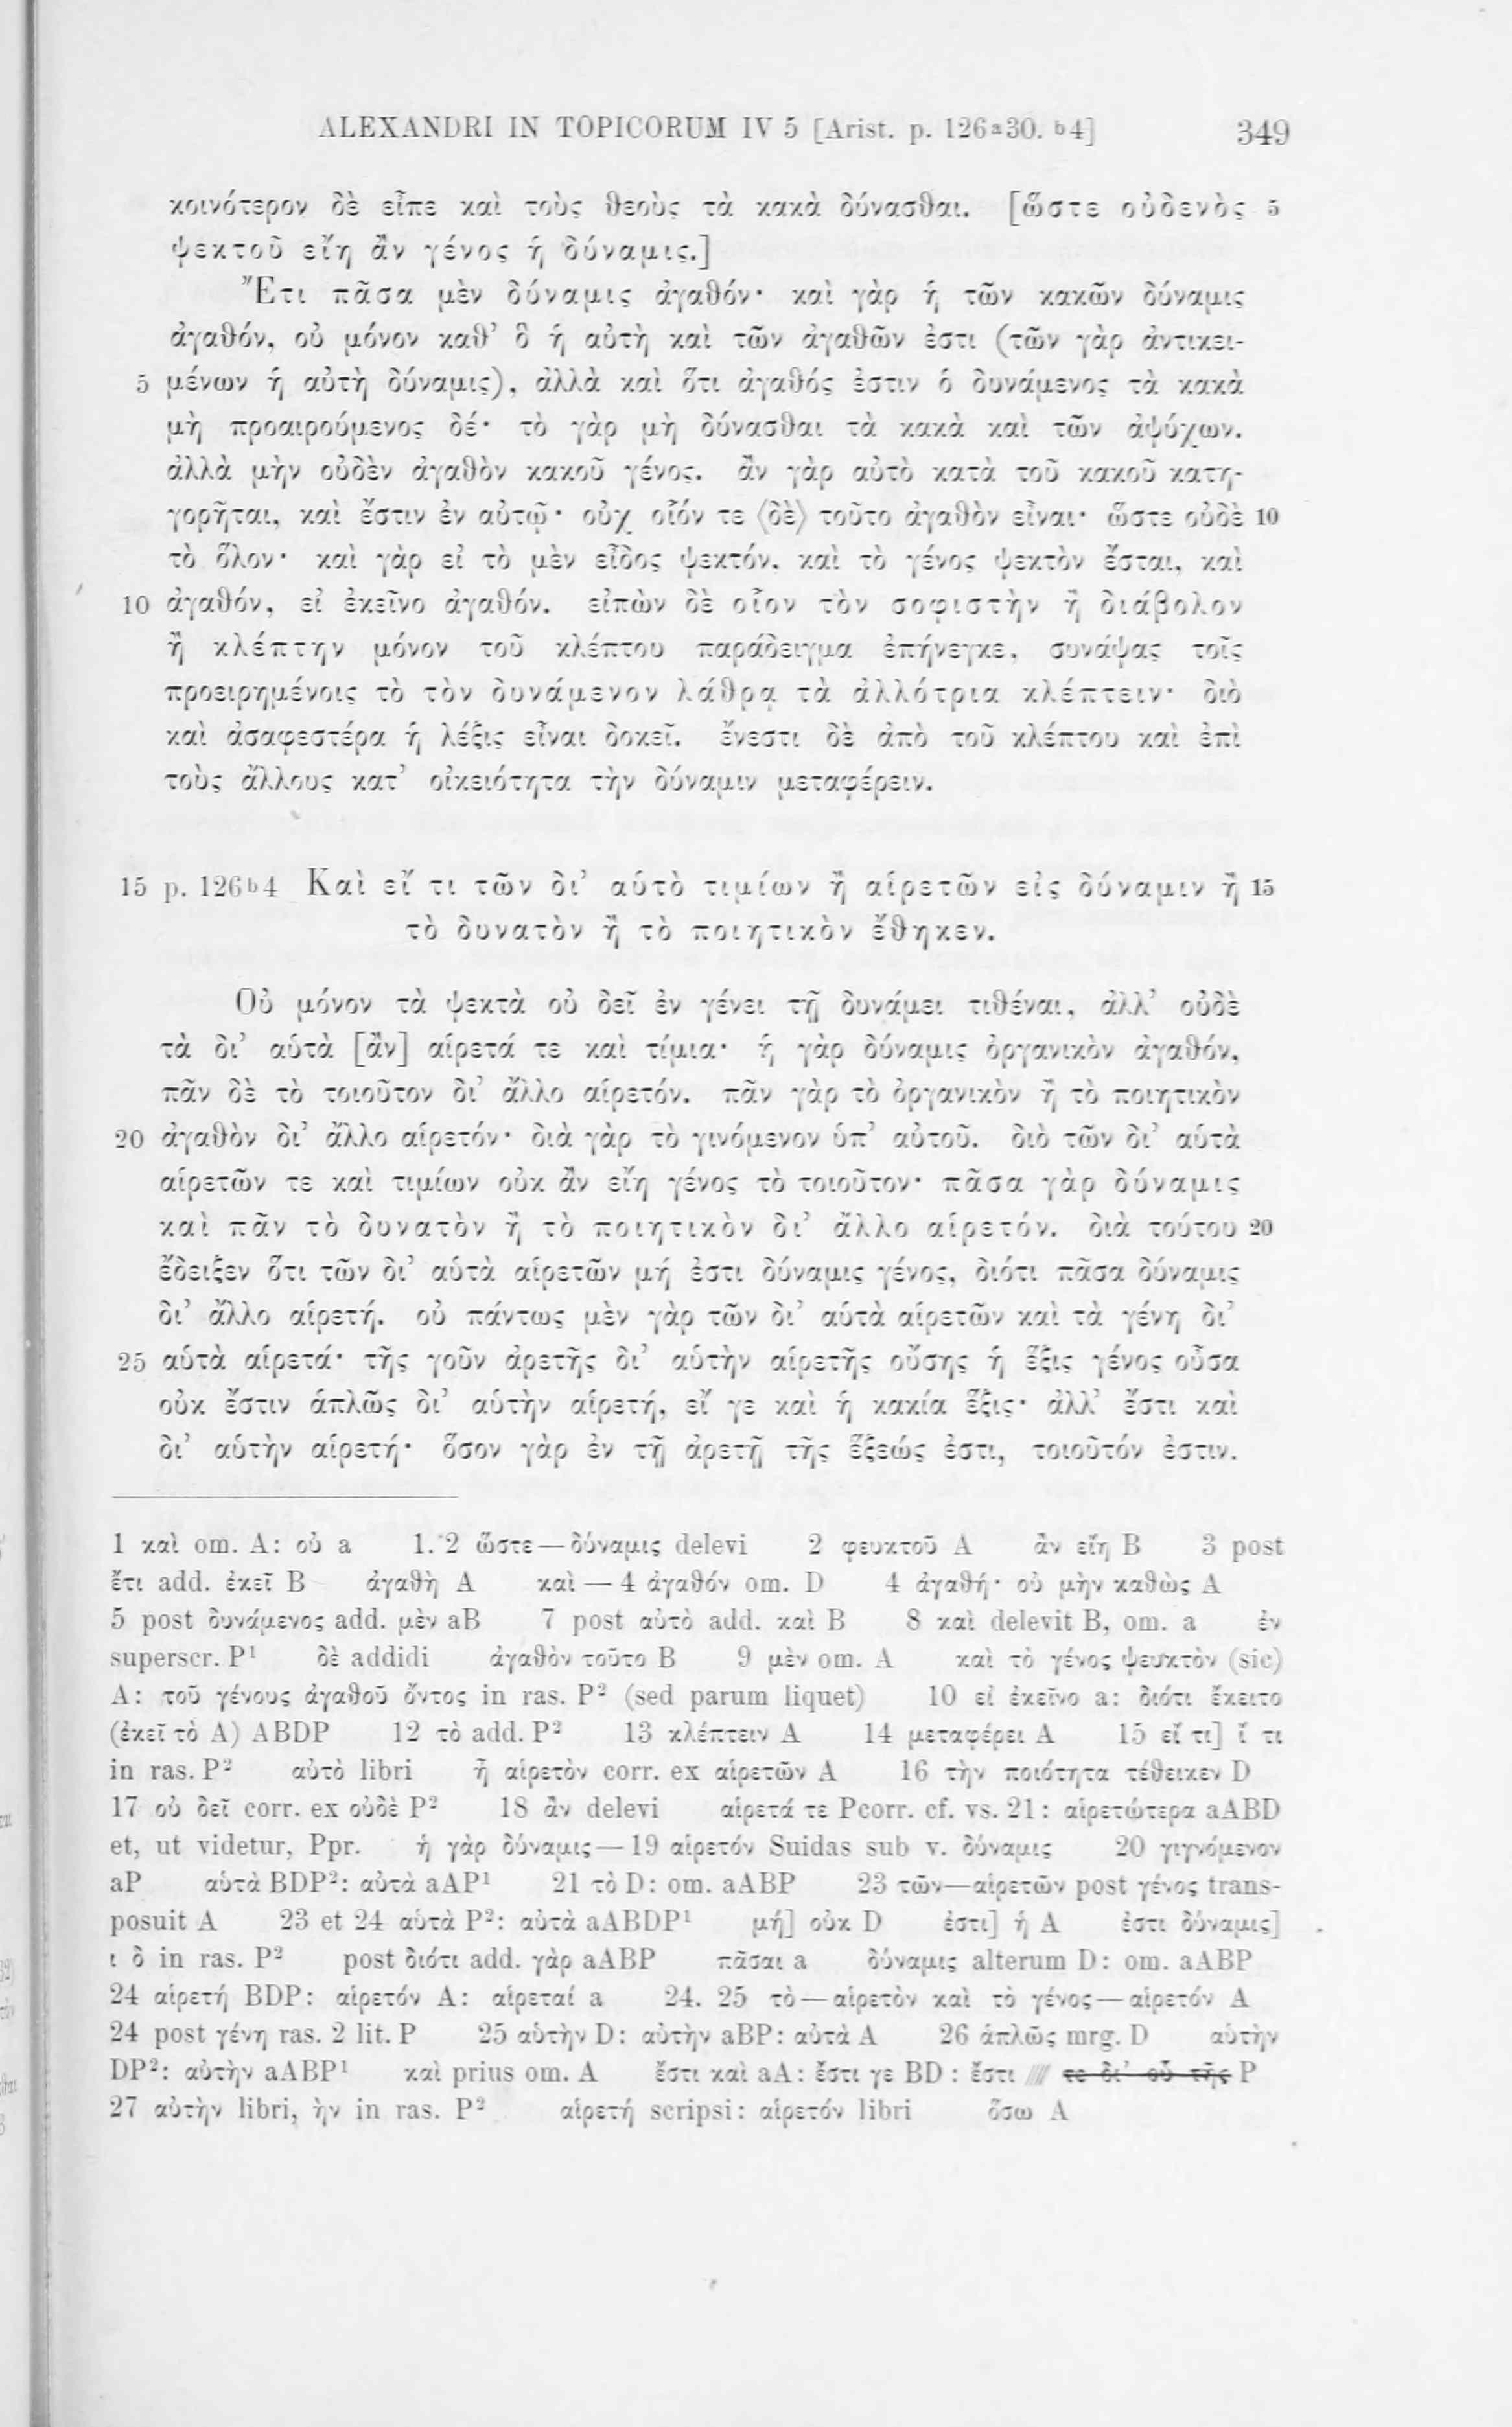 ALEXANDRI IN TOPICORUM IV 5 [Arist. p. 126a30. b4] 349
κοινότερον δὲ εἶπε καὶ τοὺς θεοὺς τὰ κακὰ δύνασθαι. [ὥστε οὐδενὸς 5
ψεκτοῦ εἴη ἂν γένος ἡ δύναμις.]
Ἔτι πᾶσα μὲν δύναμις ἀγαθόν· καὶ γὰρ ἡ τῶν κακῶν δύναμις
ἀγαθόν, οὐ μόνον καθ’ ὃ ἡ αὐτὴ καὶ τῶν ἀγαθῶν ἐστι (τῶν γὰρ ἀντικει-
5 μένων ἡ αὐτὴ δύναμις), ἀλλὰ καὶ ὅτι ἀγαθός ἐστιν ὁ δυνάμενος τὰ κακὰ
μὴ προαιρούμενος δέ· τὸ γὰρ μὴ δύνασθαι τὰ κακὰ καὶ τῶν ἀψύχων.
ἀλλὰ μὴν οὐδὲν ἀγαθὸν κακοῦ γένος. ἂν γὰρ αὐτὸ κατὰ τοῦ κακοῦ κατη-
γορῆται, καὶ ἔστιν ἐν αὐτῷ· οὐχ οἷόν τε ⟨δὲ⟩ τοῦτο ἀγαθὸν εἶναι· ὥστε οὐδὲ 10
τὸ ὅλον· καὶ γὰρ εἰ τὸ μὲν εἶδος ψεκτόν, καὶ τὸ γένος ψεκτὸν ἔσται, καὶ
10 ἀγαθόν, εἰ ἐκεῖνο ἀγαθόν. εἰπὼν δὲ οἷον τὸν σοφιστὴν ἢ διάβολον
ἢ κλέπτην μόνον τοῦ κλέπτου παράδειγμα ἐπήνεγκε, συνάψας τοῖς
προειρημένοις τὸ τὸν δυνάμενον λάθρᾳ τὰ ἀλλότρια κλέπτειν· διὸ
καὶ ἀσαφεστέρα ἡ λέξις εἶναι δοκεῖ. ἔνεστι δὲ ἀπὸ τοῦ κλέπτου καὶ ἐπὶ
τοὺς ἄλλους κατ’ οἰκειότητα τὴν δύναμιν μεταφέρειν.
15 p. 126b4 Καὶ εἴ τι τῶν δι’ αὑτὸ τιμίων ἢ αἱρετῶν εἰς δύναμιν ἢ 15
τὸ δυνατὸν ἢ τὸ ποιητικὸν ἔθηκεν.
Οὐ μόνον τὰ ψεκτὰ οὐ δεῖ ἐν γένει τῇ δυνάμει τιθέναι, ἀλλ’ οὐδὲ
τὰ δι’ αὑτὰ [ἂν] αἱρετά τε καὶ τίμια· ἡ γὰρ δύναμις ὀργανικὸν ἀγαθόν,
πᾶν δὲ τὸ τοιοῦτον δι’ ἄλλο αἱρετόν. πᾶν γὰρ τὸ ὀργανικὸν ἢ τὸ ποιητικὸν
20 ἀγαθὸν δι’ ἄλλο αἱρετόν· διὰ γὰρ τὸ γινόμενον ὑπ’ αὐτοῦ. διὸ τῶν δι’ αὑτὰ
αἱρετῶν τε καὶ τιμίων οὐκ ἂν εἴη γένος τὸ τοιοῦτον· πᾶσα γὰρ δύναμις
καὶ πᾶν τὸ δυνατὸν ἢ τὸ ποιητικὸν δι’ ἄλλο αἱρετόν. διὰ τούτου 20
ἔδειξεν ὅτι τῶν δι’ αὑτὰ αἱρετῶν μή ἐστι δύναμις γένος, διότι πᾶσα δύναμις
δι’ ἄλλο αἱρετή. οὐ πάντως μὲν γὰρ τῶν δι’ αὑτὰ αἱρετῶν καὶ τὰ γένη δι’
25 αὑτὰ αἱρετά· τῆς γοῦν ἀρετῆς δι’ αὑτὴν αἱρετῆς οὔσης ἡ ἕξις γένος οὖσα
οὐκ ἔστιν ἁπλῶς δι’ αὑτὴν αἱρετή, εἴ γε καὶ ἡ κακία ἕξις· ἀλλ’ ἔστι καὶ
δι’ αὑτὴν αἱρετή· ὅσον γὰρ ἐν τῇ ἀρετῇ τῆς ἕξεώς ἐστι, τοιοῦτόν ἐστιν.
1 καὶ om. A: οὐ a 1. 2 ὥστε — δύναμις delevi 2 φευκτοῦ A ἂν εἴη B 3 post
ἔτι add. ἐκεῖ B ἀγαθὴ A καὶ — 4 ἀγαθόν om. D 4 ἀγαθή· οὐ μὴν καθὼς A
5 post δυνάμενος add. μὲν aB 7 post αὐτὸ add. καὶ B 8 καὶ delevit B, om. a ἐν
superscr. P¹ δὲ addidi ἀγαθὸν τοῦτο B 9 μὲν om. A καὶ τὸ γένος ψευκτὸν (sic)
A: τοῦ γένους ἀγαθοῦ ὄντος in ras. P² (sed parum liquet) 10 εἰ ἐκεῖνο a: διότι ἔκειτο
(ἐκεῖ τὸ A) ABDP 12 τὸ add. P² 13 κλέπτειν A 14 μεταφέρει A 15 εἴ τι] ἴ τι
in ras. P² αὐτὸ libri ἢ αἱρετὸν corr. ex αἱρετῶν A 16 τὴν ποιότητα τέθεικεν D
17 οὐ δεῖ corr. ex οὐδὲ P² 18 ἂν delevi αἱρετά τε Pcorr. cf. vs. 21: αἱρετώτερα aABD
et, ut videtur, Ppr. ἡ γὰρ δύναμις — 19 αἱρετόν Suidas sub v. δύναμις 20 γιγνόμενον
aP αὑτὰ BDP²: αὐτὰ aAP¹ 21 τὸ D: om. aABP 23 τῶν—αἱρετῶν post γένος trans-
posuit A 23 et 24 αὑτὰ P²: αὐτὰ aABDP¹ μή] οὐκ D ἐστι] ἡ A ἐστι δύναμις]
ι δ in ras. P² post διότι add. γὰρ aABP πᾶσαι a δύναμις alterum D: om. aABP
24 αἱρετή BDP: αἱρετόν A: αἱρεταί a 24. 25 τὸ — αἱρετὸν καὶ τὸ γένος — αἱρετόν A
24 post γένη ras. 2 lit. P 25 αὑτὴν D: αὐτὴν aBP: αὐτὰ A 26 ἁπλῶς mrg. D αὑτὴν
DP²: αὐτὴν aABP¹ καὶ prius om. A ἔστι καὶ aA: ἔστι γε BD: ἔστι //// τε δι’ οὗ τῆς P
27 αὐτὴν libri, ἡν in ras. P² αἱρετή scripsi: αἱρετόν libri ὅσω A